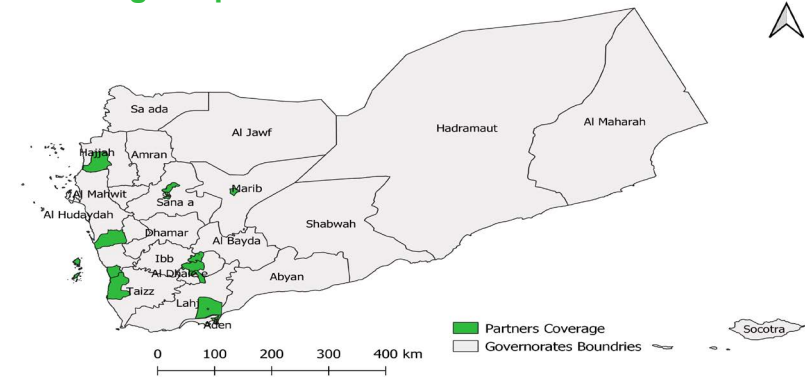 Sa ada
Al Jawf
Hadramaut
Al Maharah
Hajjah
Amran
Marib
Al Mahwit
Sana a
Al Hudaydah
Shabwah
Dhamar
Al Bayda
Ibb
Al Dhale e
Abyan
Taizz
Lahj
Aden
Partners Coverage
Governorates Boundries
Socotra
0 100 200 300 400 km